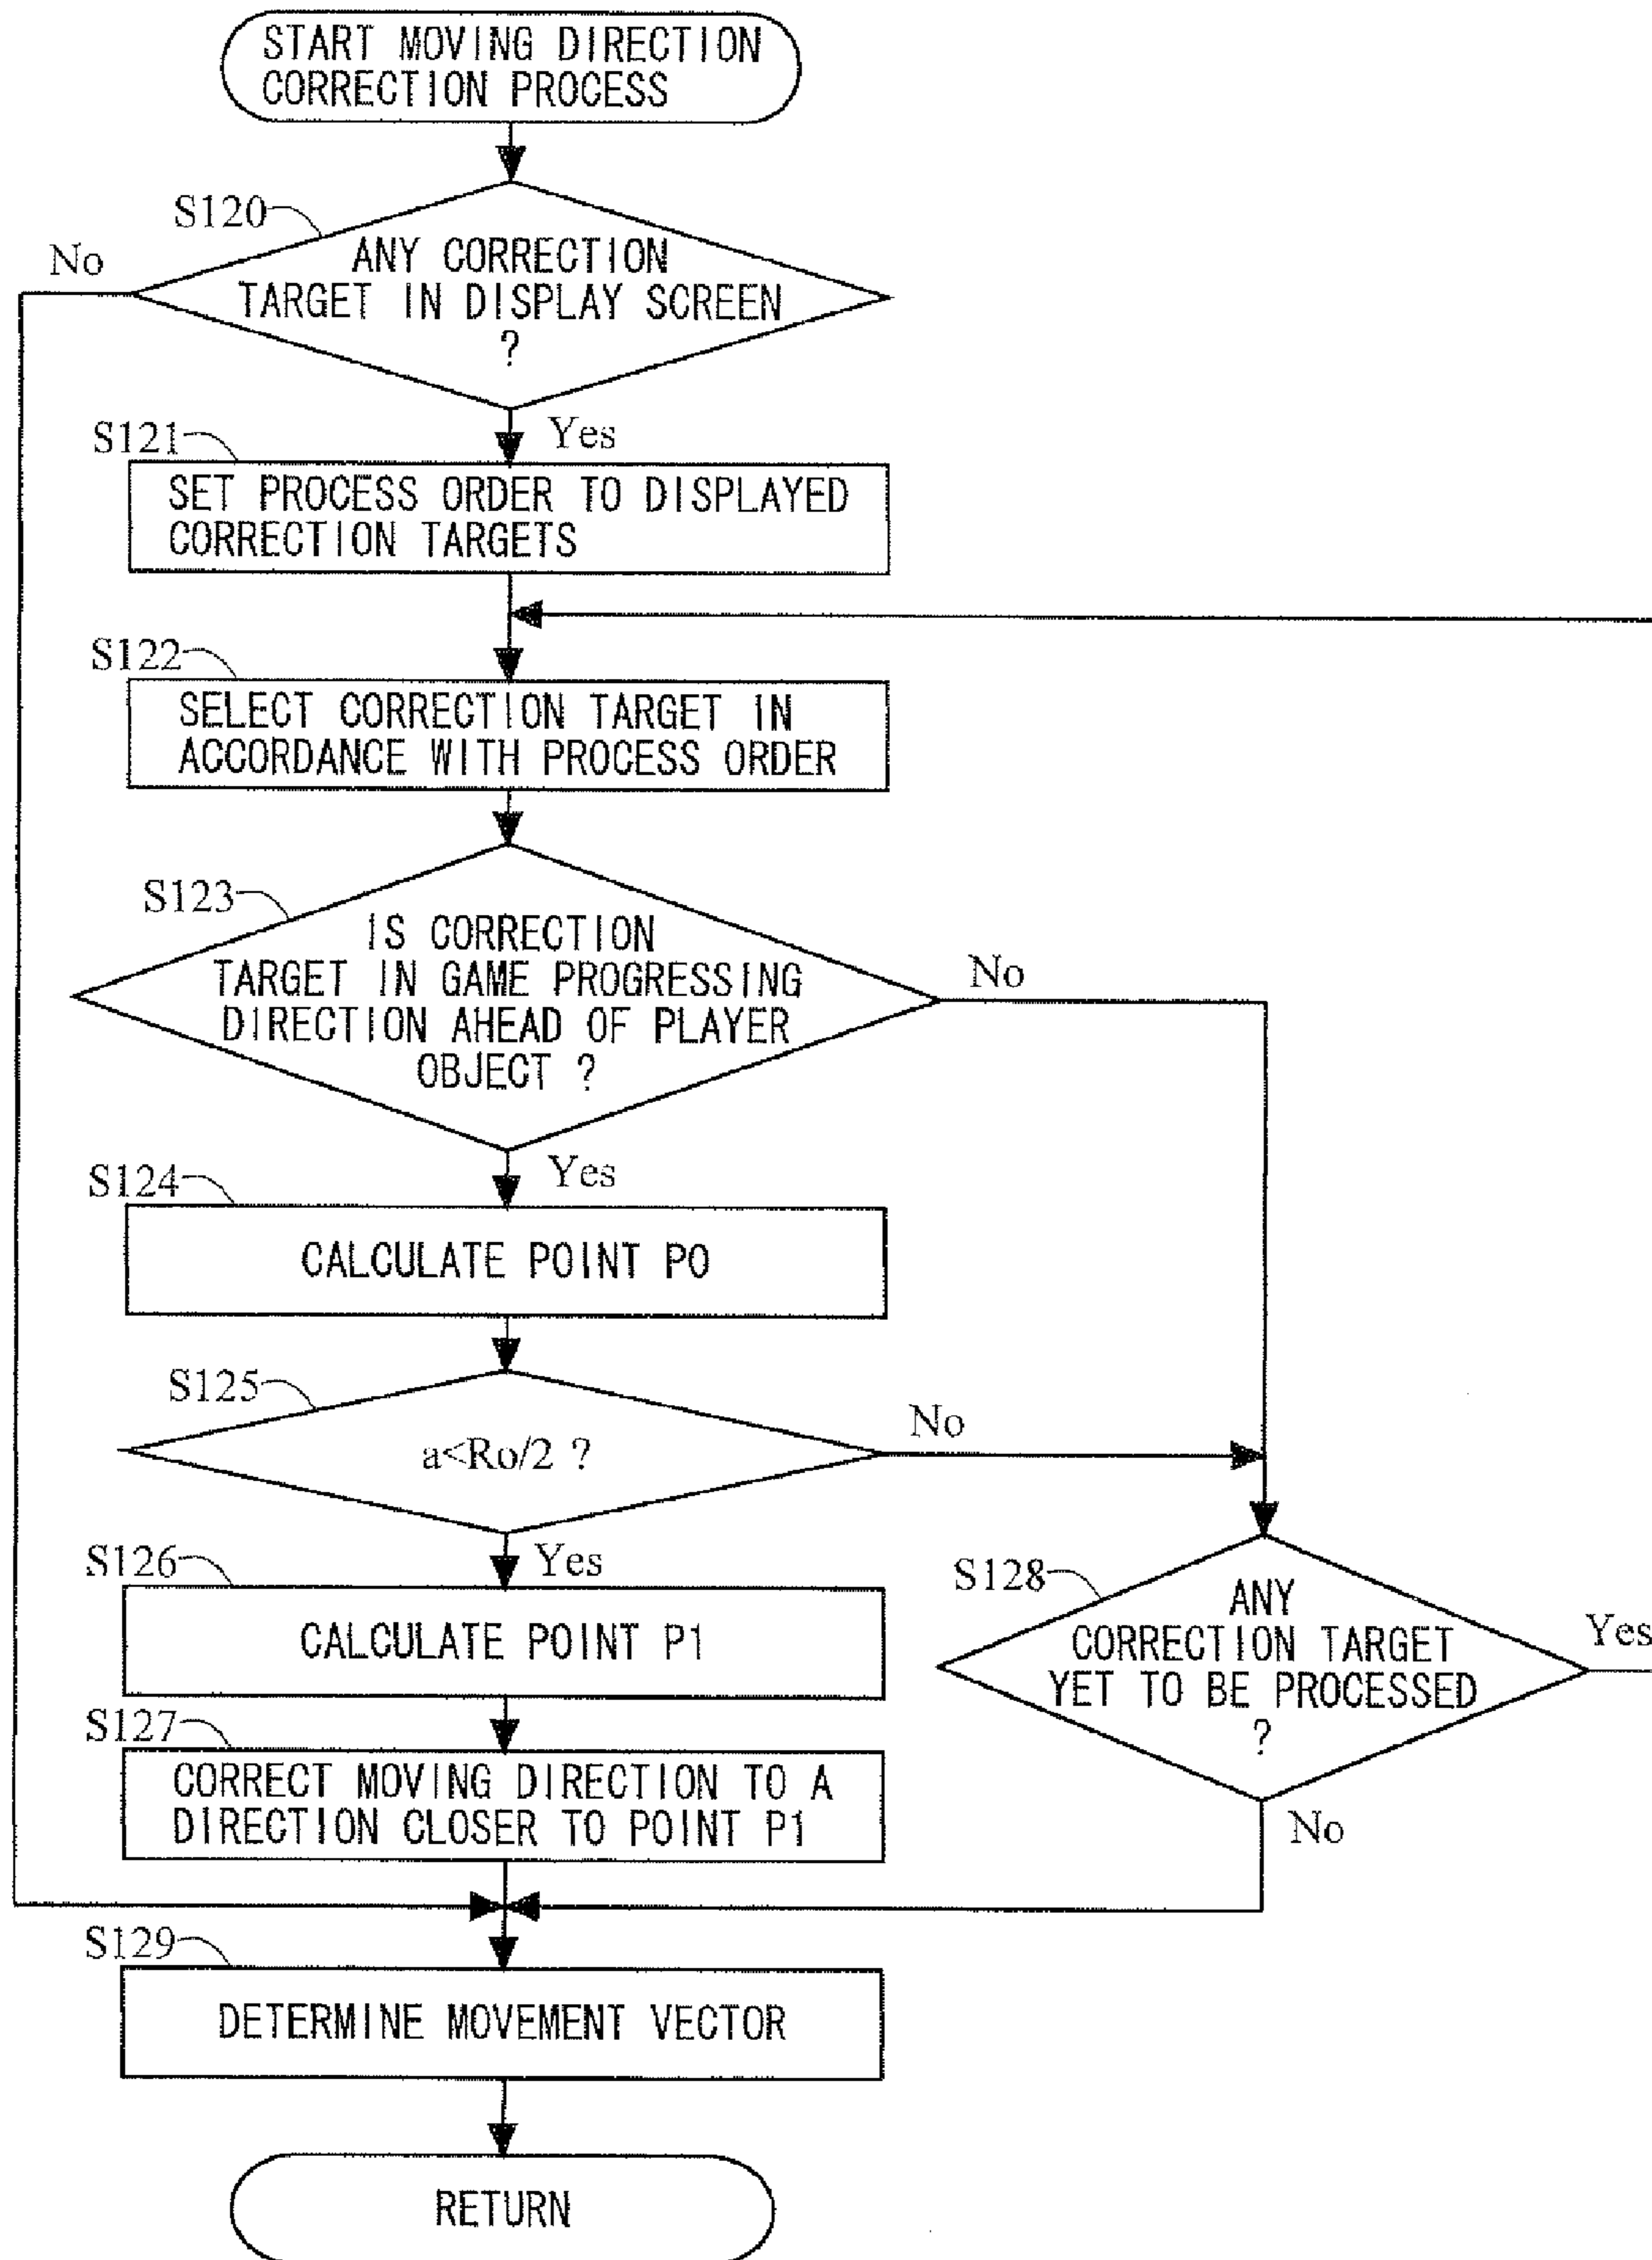 START MOVING DIRECTION
CORRECTION PROCESS
S120
No
ANY CORRECTION
TARGET IN DISPLAY SCREEN
?
Yes
S121
SET PROCESS ORDER TO DISPLAYED
CORRECTION TARGETS
S122
SELECT CORRECTION TARGET IN
ACCORDANCE WITH PROCESS ORDER
S123
IS CORRECTION
TARGET IN GAME PROGRESSING
DIRECTION AHEAD OF PLAYER
OBJECT ?
No
Yes
S124
CALCULATE POINT P0
S125
a<Ro/2 ?
No
Yes
S126
CALCULATE POINT P1
S128
ANY
CORRECTION TARGET
YET TO BE PROCESSED
?
Yes
No
S127
CORRECT MOVING DIRECTION TO A
DIRECTION CLOSER TO POINT P1
S129
DETERMINE MOVEMENT VECTOR
RETURN